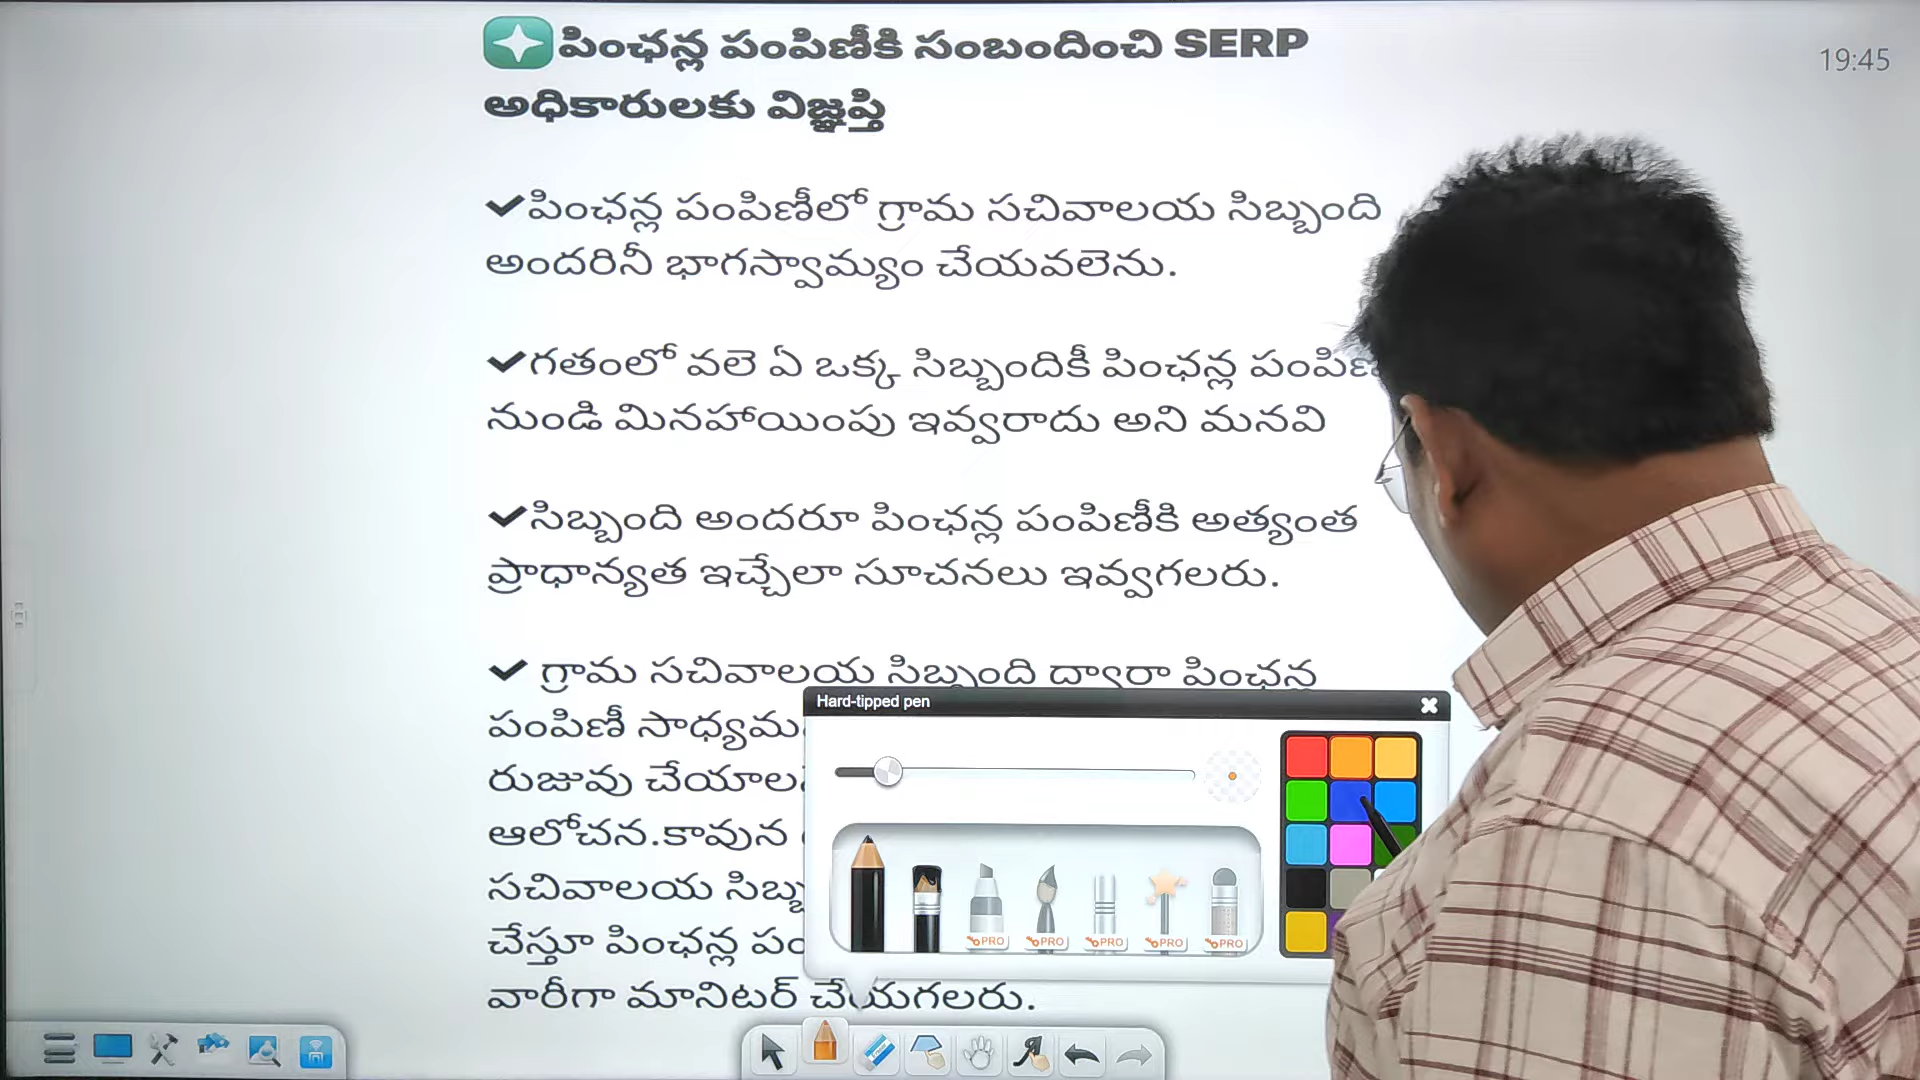 పింఛన్ల పంపిణీకి సంబందించి SERP
అధికారులకు విజ్ఞప్తి
19:45
✔పింఛన్ల పంపిణీలో గ్రామ సచివాలయ సిబ్బంది
అందరినీ భాగస్వామ్యం చేయవలెను.
✔గతంలో వలె ఏ ఒక్క సిబ్బందికీ పింఛన్ల
నుండి మినహాయింపు ఇవ్వరాదు అని మనవి
✔సిబ్బంది అందరూ పింఛన్ల పంపిణీకి అత్యంత
ప్రాధాన్యత ఇచ్చేలా సూచనలు ఇవ్వగలరు.
✔ గ్రామ సచివాలయ సిబ్బంది ద్వారా పింఛన్ల
పంపిణీ
రుజువు
ఆలోచన.కావున
సచివాలయ
చేస్తూ పింఛన్ల
వారీగా మానిటర్ చేయగలరు.
Hard-tipped pen
PRO PRO PRO PRO PRO